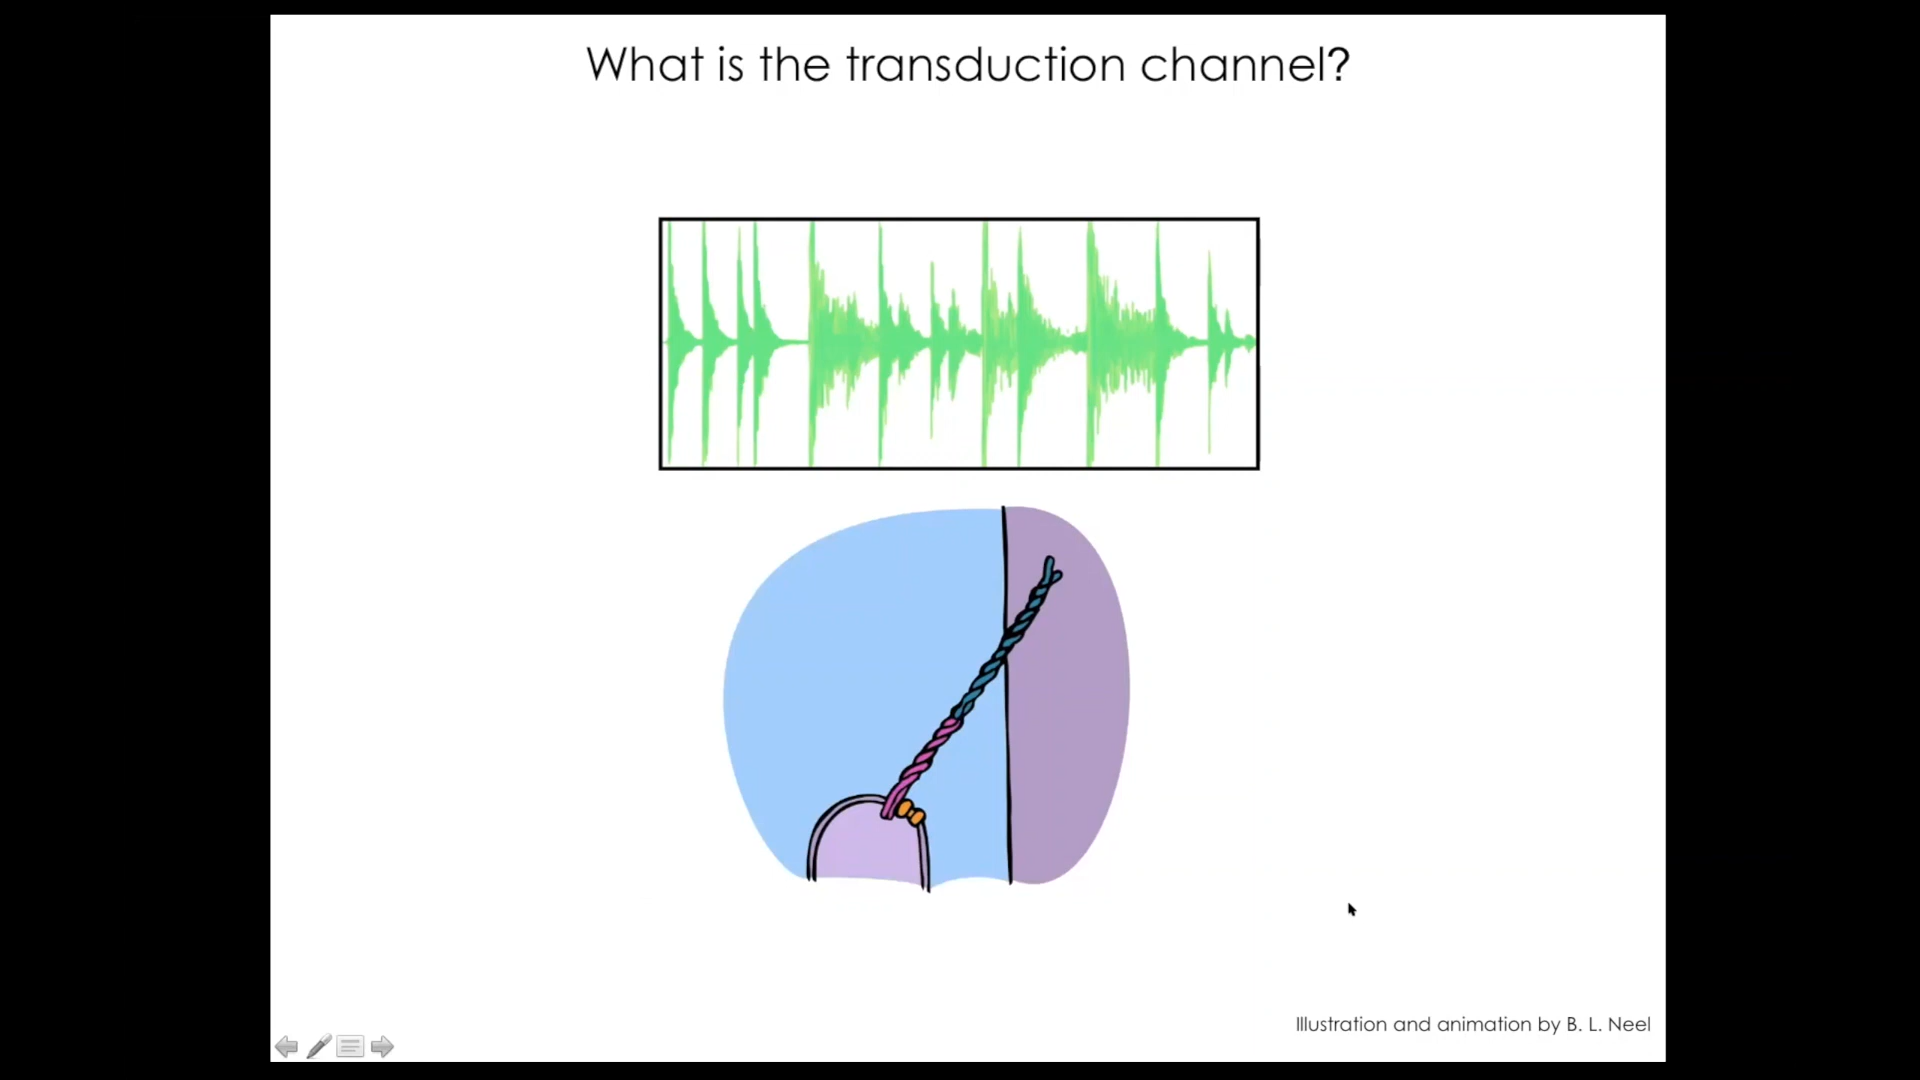 What is the transduction channel?
Illustration and animation by B. L. Neel